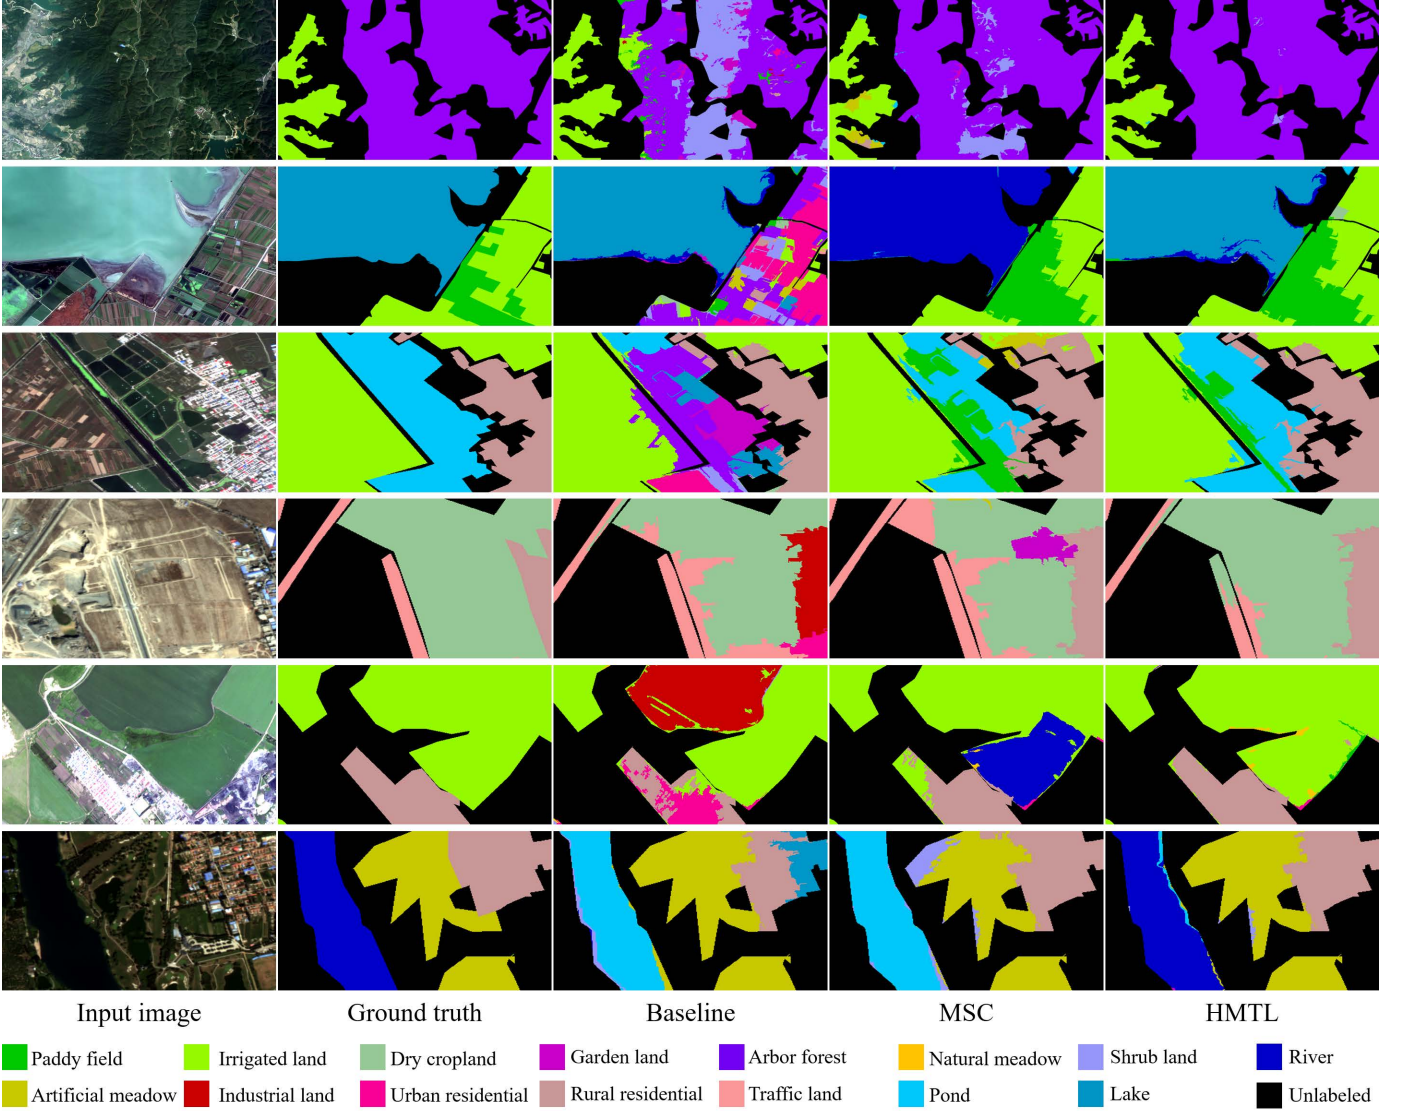 Input image Ground truth Baseline MSC HMTL
Paddy field Irrigated land Dry cropland Garden land Arbor forest Natural meadow Shrub land River
Artificial meadow Industrial land Urban residential Rural residential Traffic land Pond Lake Unlabeled